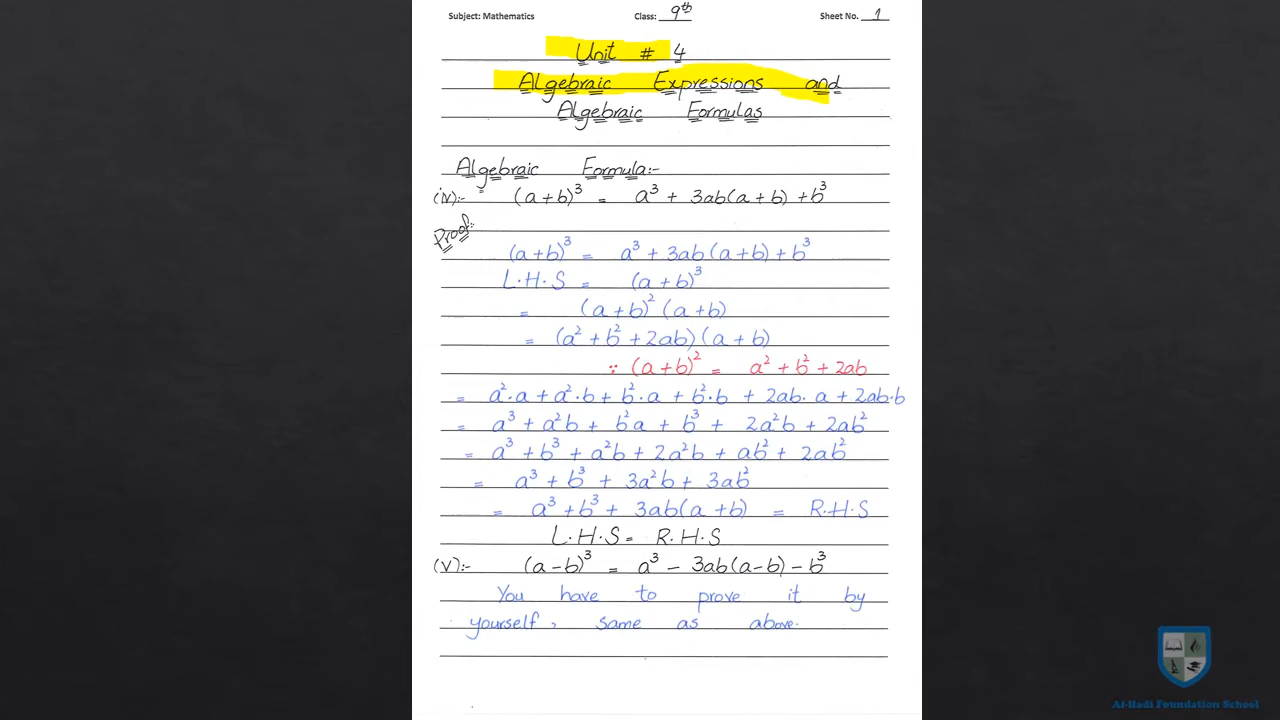 Subject: Mathematics Class: 9th Sheet No. 1
Unit # 4
Algebraic Expressions and
Algebraic Formulas
Algebraic Formula:-
(iv):- (a+b)³ = a³ + 3ab(a+b) + b³
Proof:
(a+b)³ = a³ + 3ab(a+b) + b³
L.H.S = (a+b)³
= (a+b)² (a+b)
= (a² + b² + 2ab)(a+b)
∵ (a+b)² = a² + b² + 2ab
= a².a + a².b + b².a + b².b + 2ab.a + 2ab.b
= a³ + a²b + b²a + b³ + 2a²b + 2ab²
= a³ + b³ + a²b + 2a²b + ab² + 2ab²
= a³ + b³ + 3a²b + 3ab²
= a³ + b³ + 3ab(a+b) = R.H.S
L.H.S = R.H.S
(v):- (a-b)³ = a³ - 3ab(a-b) - b³
You have to prove it by
yourself, same as above.
Al-Hadi Foundation School